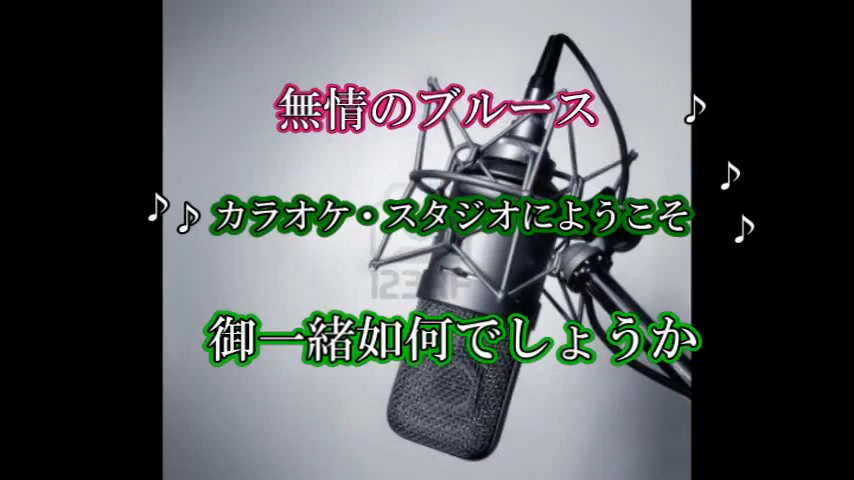 無情のブルース
カラオケ・スタジオにようこそ
御一緒如何でしょうか